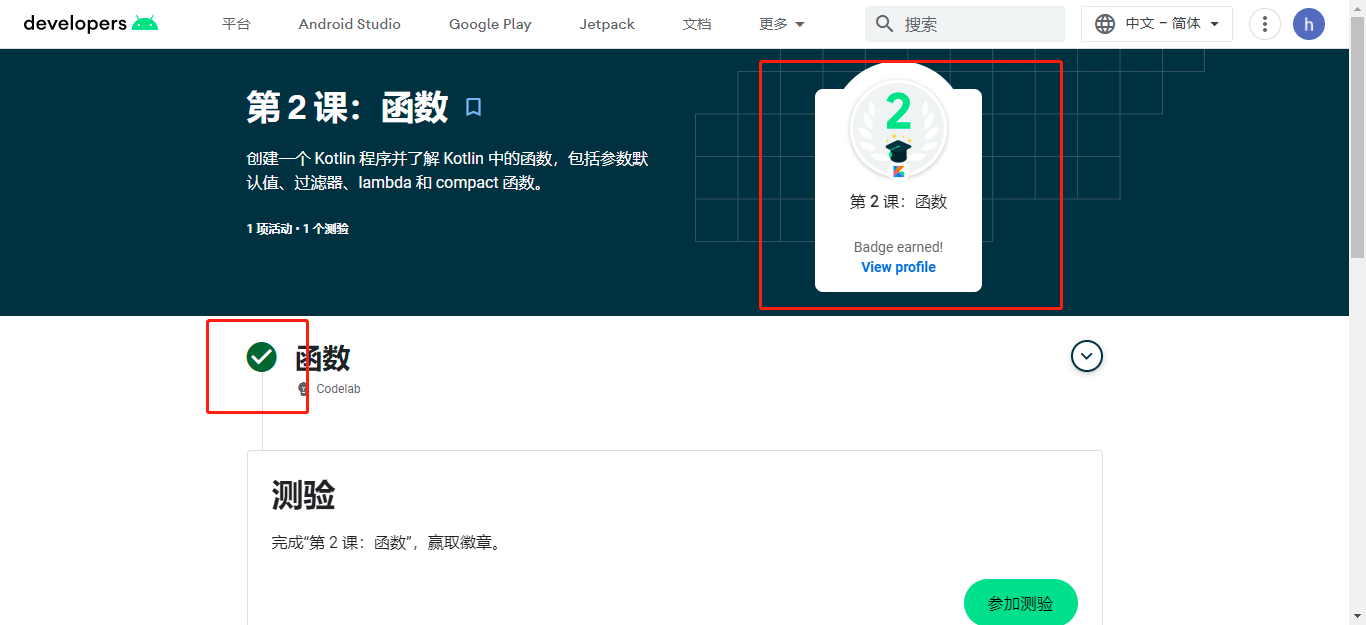 developers 平台 Android Studio Google Play Jetpack 文档 更多 搜索 中文 – 简体 h
第 2 课：函数
创建一个 Kotlin 程序并了解 Kotlin 中的函数，包括参数默
认值、过滤器、lambda 和 compact 函数。
1 项活动 • 1 个测验
2
第 2 课：函数
Badge earned!
View profile
函数
Codelab
测验
完成“第 2 课：函数”，赢取徽章。
参加测验